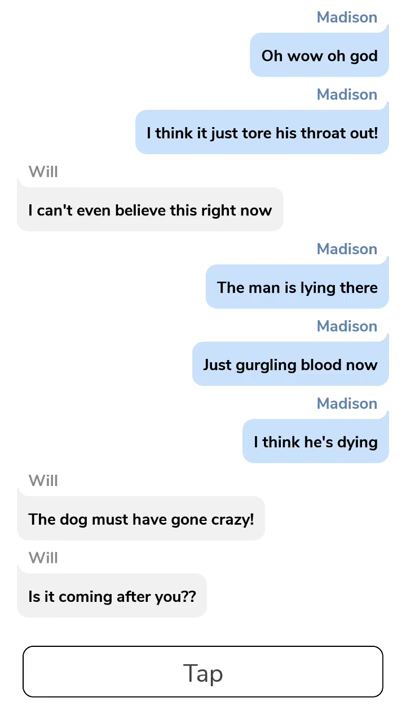 Madison
Oh wow oh god
Madison
I think it just tore his throat out!
Will
I can't even believe this right now
Madison
The man is lying there
Madison
Just gurgling blood now
Madison
I think he's dying
Will
The dog must have gone crazy!
Will
Is it coming after you??
Tap